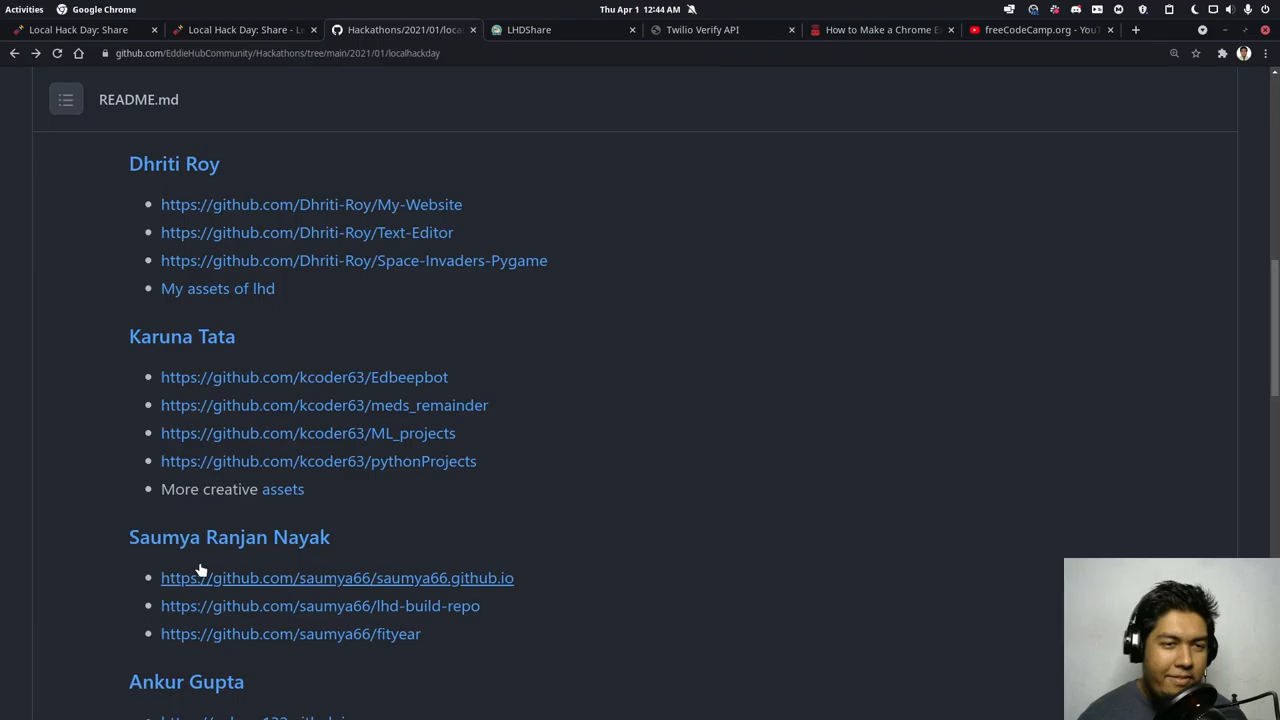 Activities
Google Chrome
Thu Apr 1 12:44 AM
Local Hack Day: Share
Local Hack Day: Share - L
Hackathons/2021/01/loca
LHDShare
Twilio Verify API
How to Make a Chrome E
freeCodeCamp.org - You
github.com/EddieHubCommunity/Hackathons/tree/main/2021/01/localhackday
README.md
Dhriti Roy
https://github.com/Dhriti-Roy/My-Website
https://github.com/Dhriti-Roy/Text-Editor
https://github.com/Dhriti-Roy/Space-Invaders-Pygame
My assets of lhd
Karuna Tata
https://github.com/kcoder63/Edbeepbot
https://github.com/kcoder63/meds_remainder
https://github.com/kcoder63/ML_projects
https://github.com/kcoder63/pythonProjects
More creative assets
Saumya Ranjan Nayak
https://github.com/saumya66/saumya66.github.io
https://github.com/saumya66/lhd-build-repo
https://github.com/saumya66/fityear
Ankur Gupta